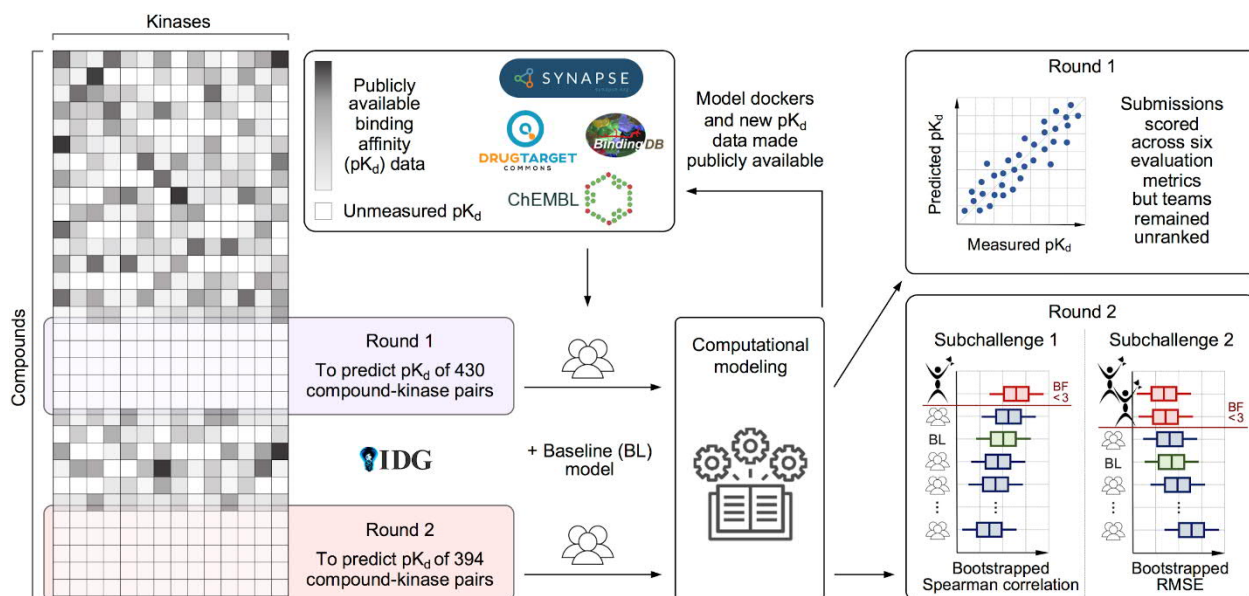 Kinases
Compounds
Publicly
available
binding
affinity
(pKd) data
Unmeasured pKd
SYNAPSE
DRUGTARGET
COMMONS
BindingDB
ChEMBL
Model dockers
and new pKd
data made
publicly available
Round 1
To predict pKd of 430
compound-kinase pairs
IDG
+ Baseline (BL)
model
Round 2
To predict pKd of 394
compound-kinase pairs
Computational
modeling
Round 1
Predicted pKd
Measured pKd
Submissions
scored
across six
evaluation
metrics
but teams
remained
unranked
Round 2
Subchallenge 1
BF
<3
BL
Bootstrapped
Spearman correlation
Subchallenge 2
BF
<3
BL
Bootstrapped
RMSE